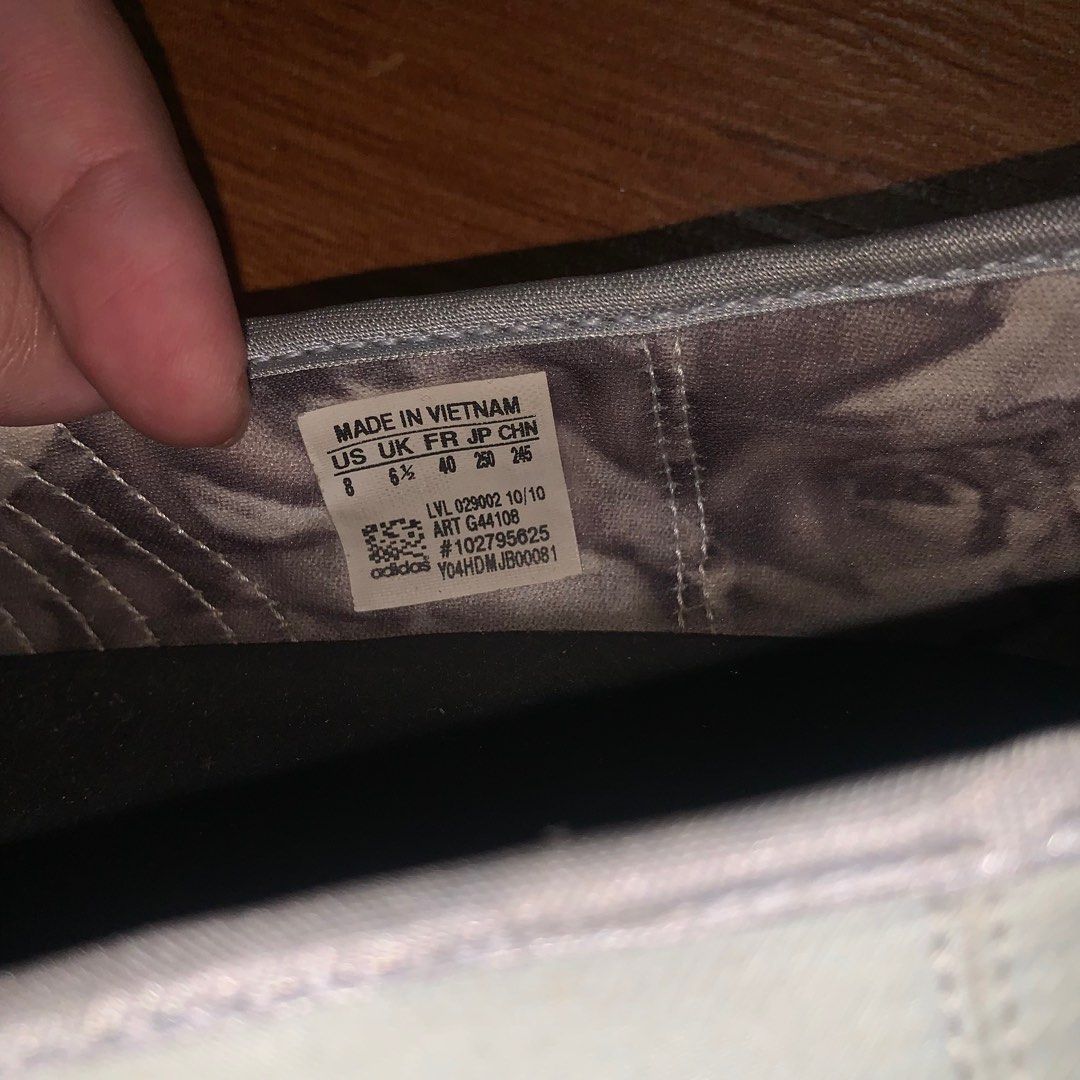 MADE IN VIETNAM
US UK FR JP CHN
8 6½ 40 250 245
LVL 029002 10/10
ART G44108
#102795625
adidas Y04HDMJB00081